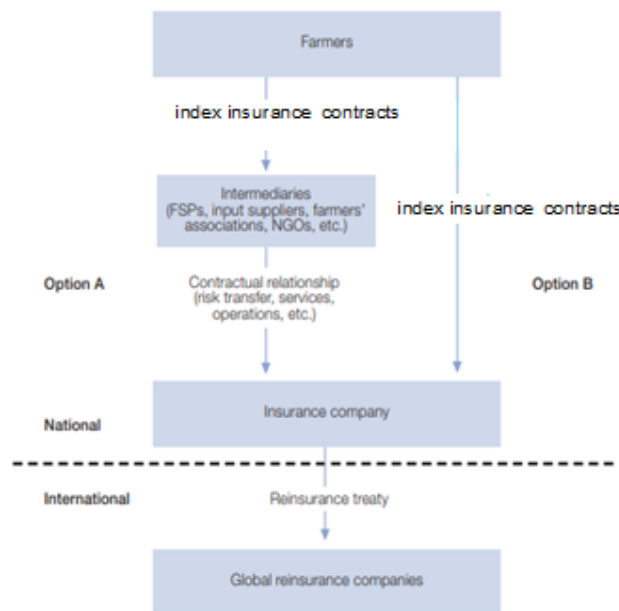 Farmers
index insurance contracts
Intermediaries
(FSPs, input suppliers, farmers'
associations, NGOs, etc.)
index insurance contracts
Option A
Contractual relationship
(risk transfer, services,
operations, etc.)
Option B
Insurance company
National
International
Reinsurance treaty
Global reinsurance companies